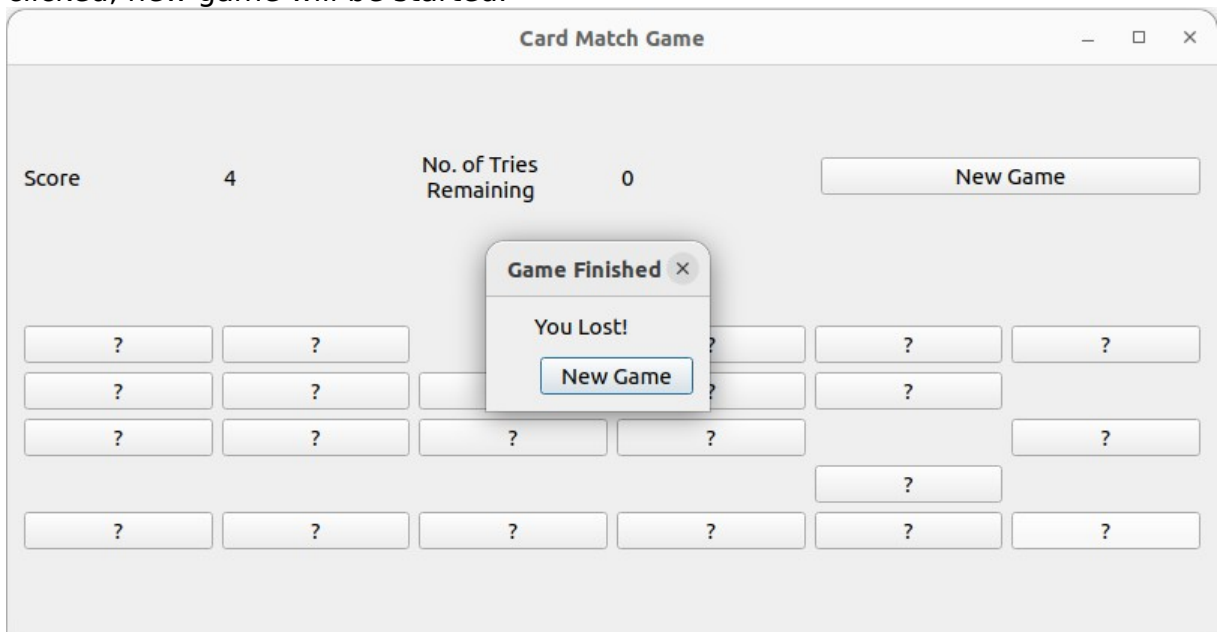 clicked, new game will be started.
Card Match Game
Score 4 No. of Tries Remaining 0 New Game
Game Finished
You Lost!
New Game
? ? ? ? ?
? ? ? ?
? ? ? ? ?
?
? ? ? ? ? ?